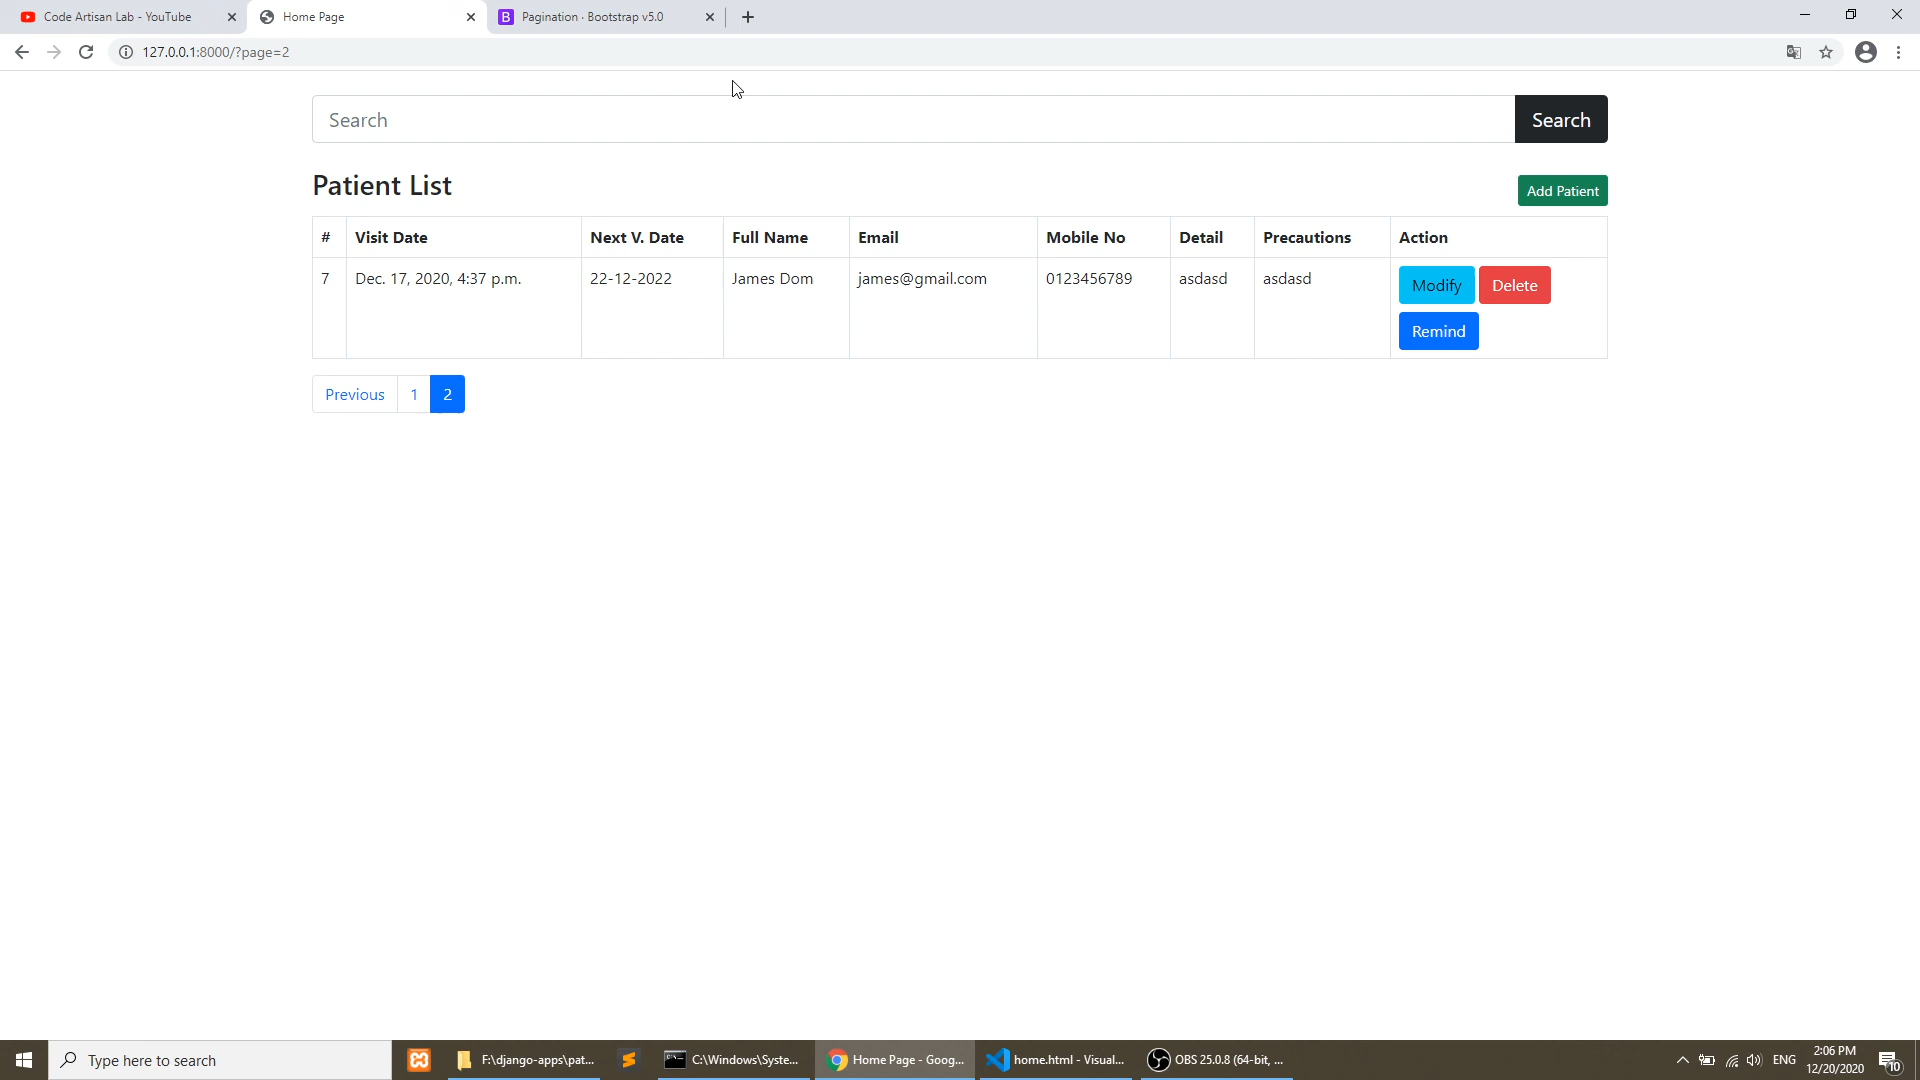 Code Artisan Lab - YouTube
Home Page
Pagination · Bootstrap v5.0
127.0.0.1:8000/?page=2
Search Search
Patient List
Add Patient
# Visit Date Next V. Date Full Name Email Mobile No Detail Precautions Action
7 Dec. 17, 2020, 4:37 p.m. 22-12-2022 James Dom james@gmail.com 0123456789 asdasd asdasd Modify Delete
Remind
Previous 1 2
Type here to search
F:\django-apps\pat...
C:\Windows\Syste...
Home Page - Goog...
home.html - Visual...
OBS 25.0.8 (64-bit, ...
ENG
2:06 PM
12/20/2020
10